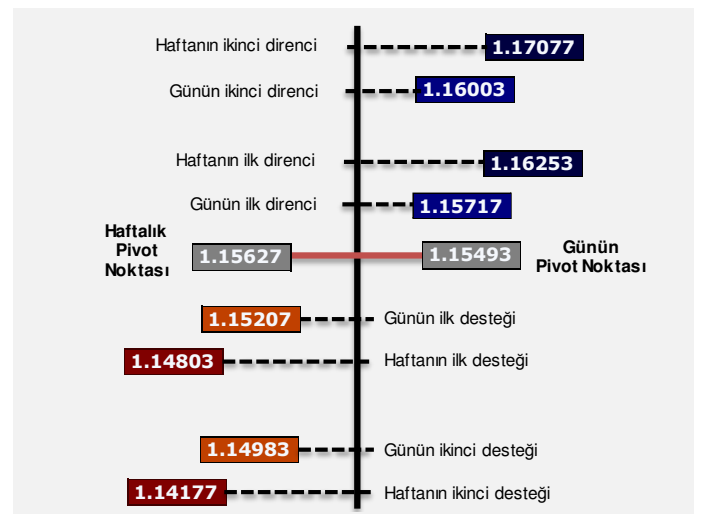 Haftanın ikinci direnci
1.17077
Günün ikinci direnci
1.16003
Haftanın ilk direnci
1.16253
Günün ilk direnci
1.15717
Haftalık
Pivot
Noktası
1.15627
1.15493
Günün
Pivot Noktası
1.15207
Günün ilk desteği
1.14803
Haftanın ilk desteği
1.14983
Günün ikinci desteği
1.14177
Haftanın ikinci desteği